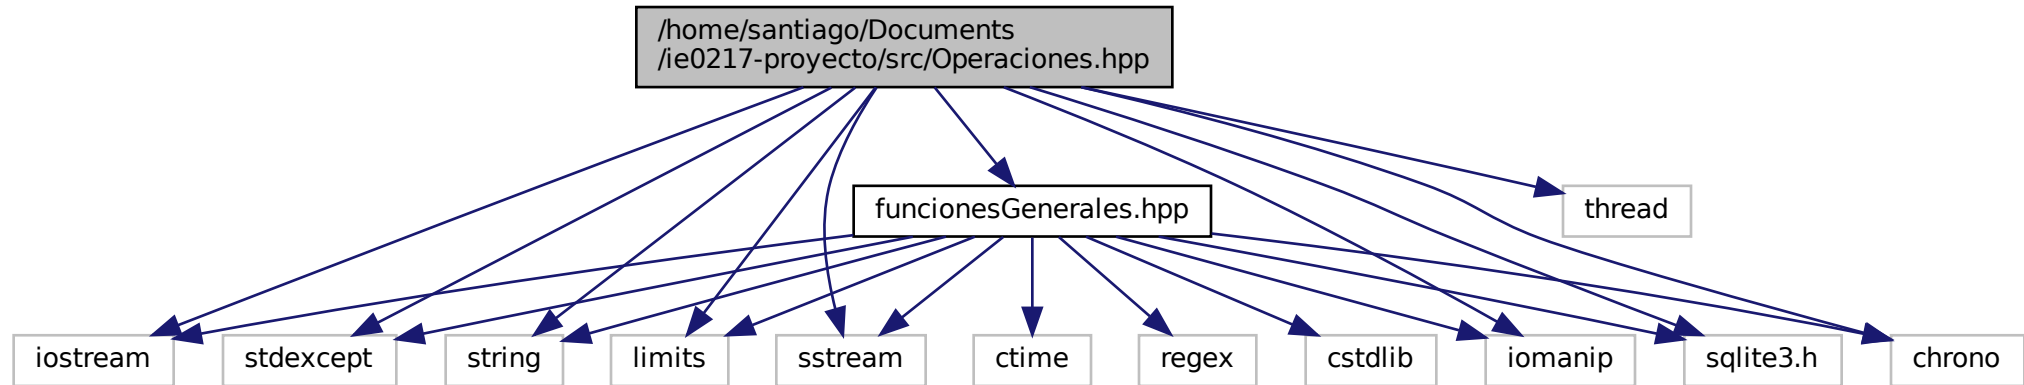 /home/santiago/Documents
/ie0217-proyecto/src/Operaciones.hpp
funcionesGenerales.hpp
thread
iostream
stdexcept
string
limits
sstream
ctime
regex
cstdlib
iomanip
sqlite3.h
chrono